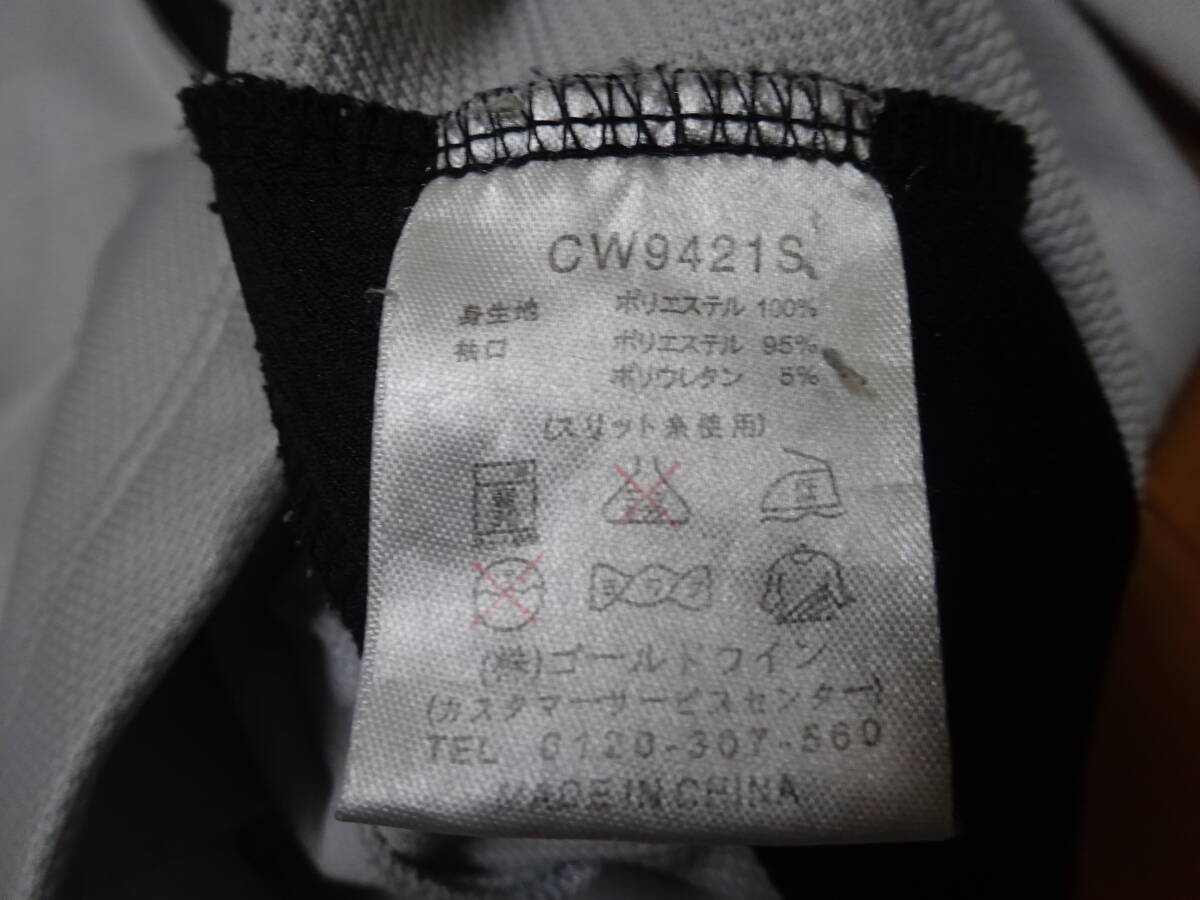 CW9421S
身生地 ポリエステル 100%
袖口 ポリエステル 95%
ポリウレタン 5%
(スリット糸使用)
(株)ゴールドウイン
(カスタマーサービスセンター)
TEL 0120-307-560
MADE IN CHINA